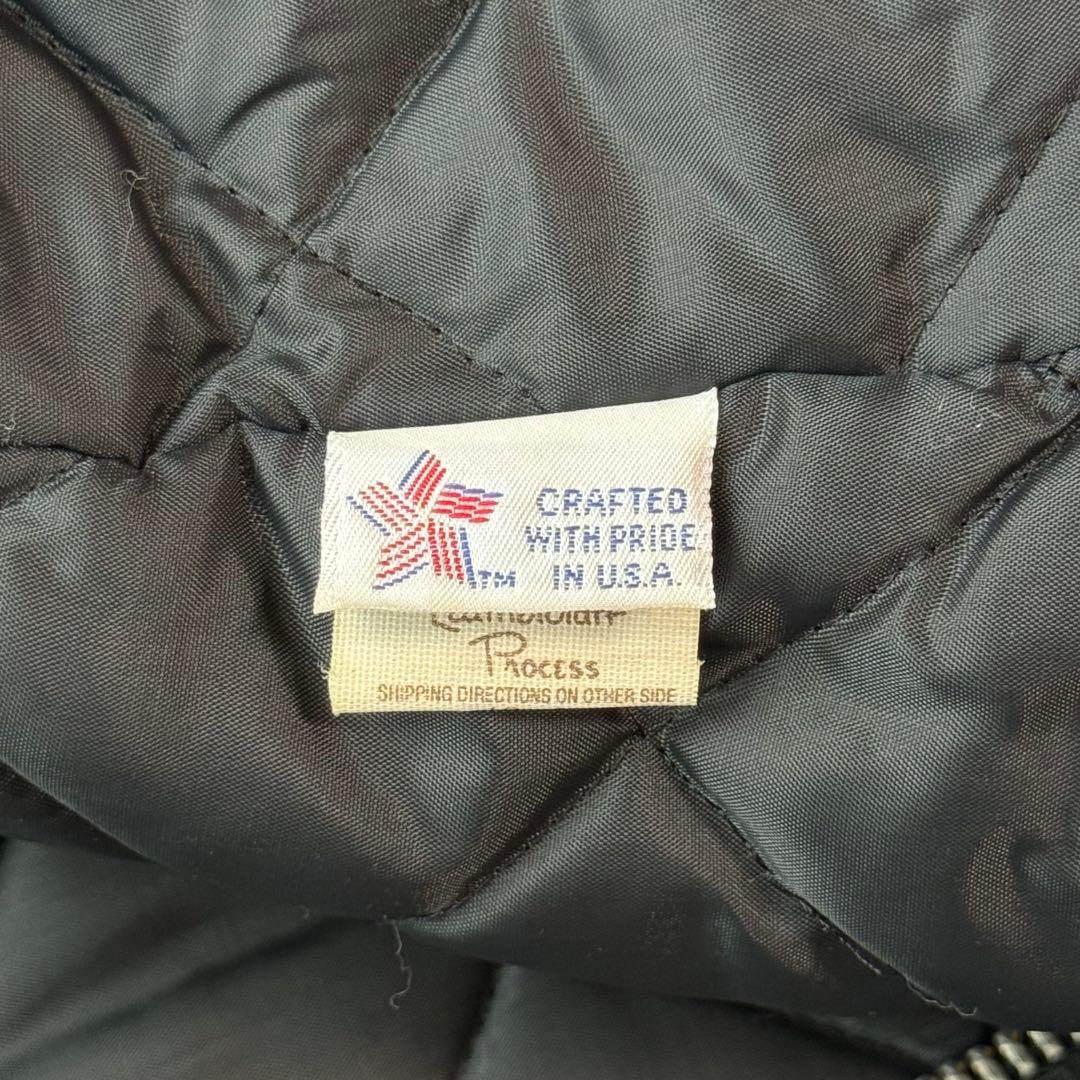 TM
CRAFTED
WITH PRIDE
IN U.S.A.
Process
SHIPPING DIRECTIONS ON OTHER SIDE